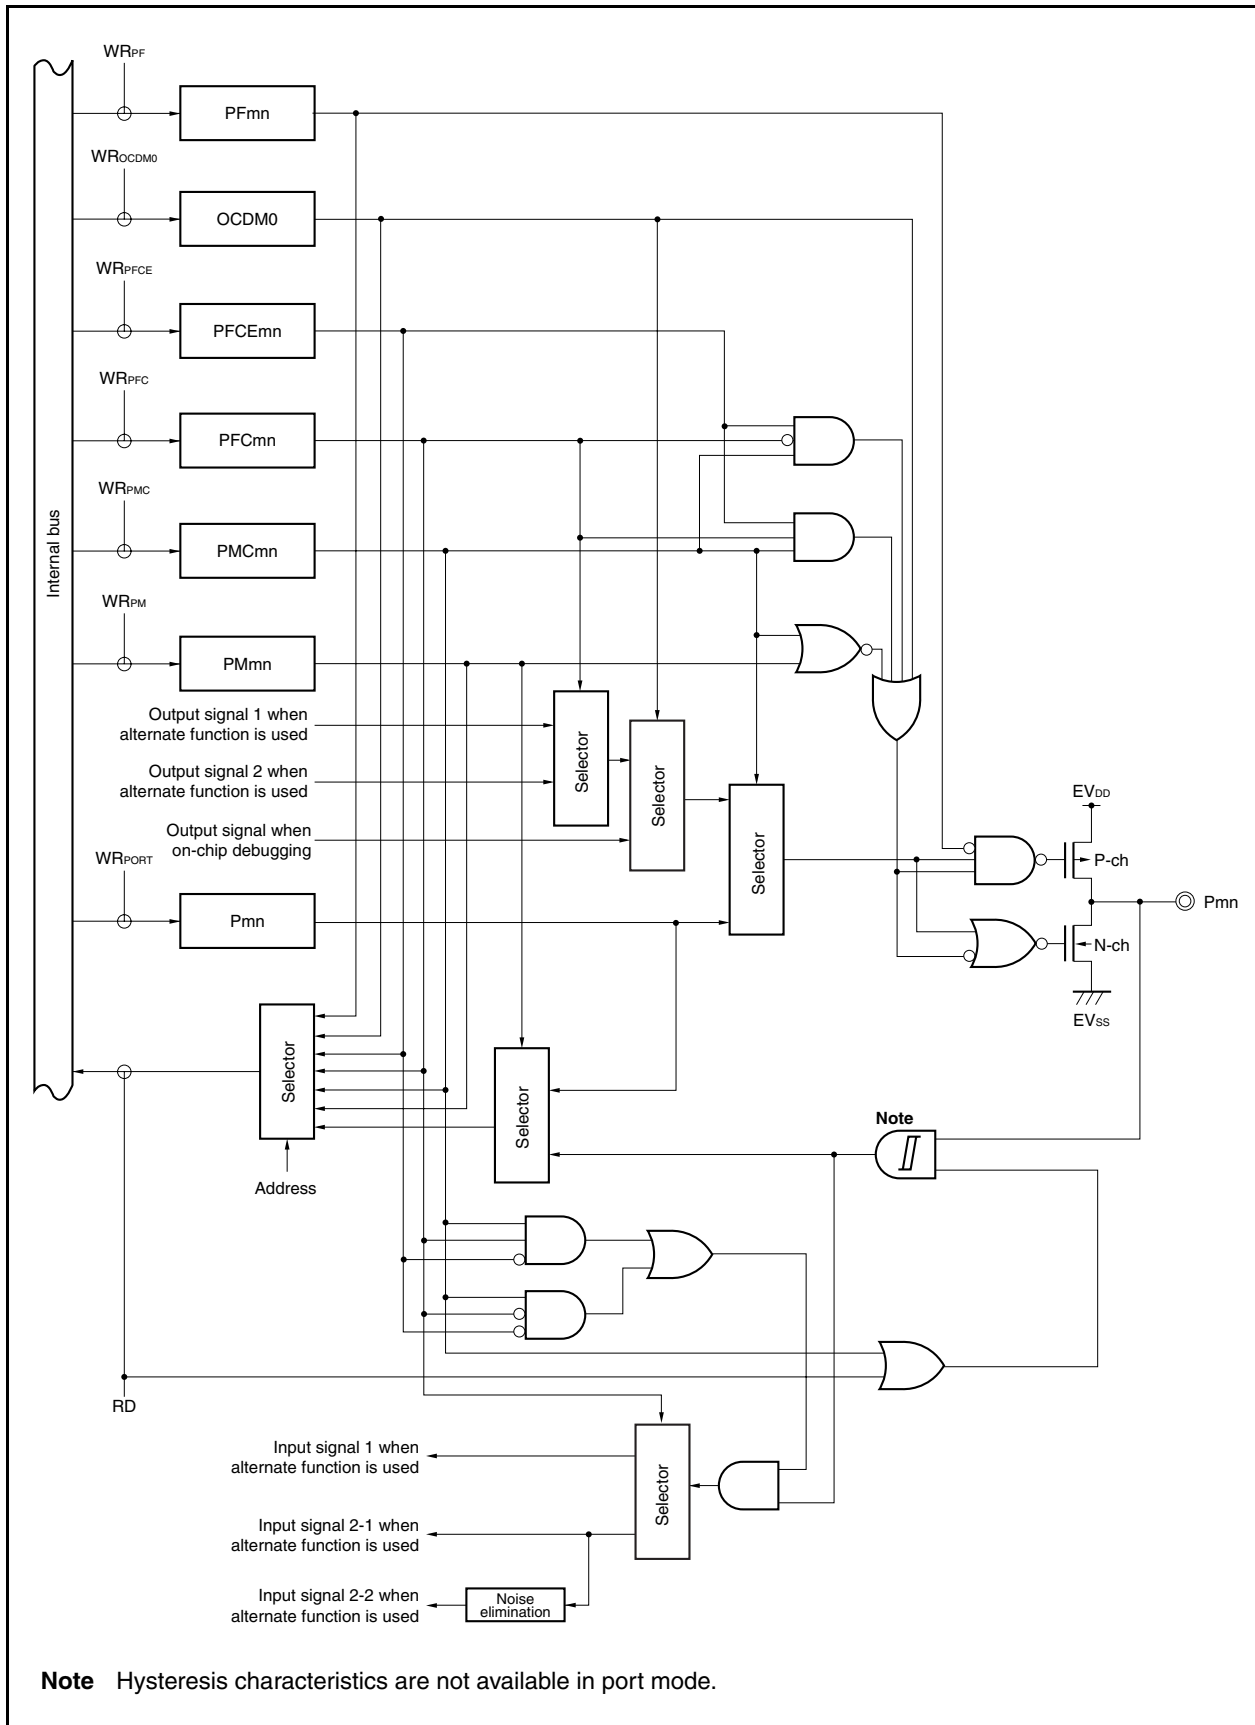 WRPF
PFmn
WROCDM0
OCDM0
WRPFCE
PFCEmn
WRPFC
PFCmn
WRPMC
PMCmn
Internal bus
WRPM
PMmn
Output signal 1 when
alternate function is used
Output signal 2 when
alternate function is used
Output signal when
on-chip debugging
Selector
Selector
Selector
WRPORT
Pmn
EVDD
P-ch
Pmn
N-ch
EVSS
Selector
Address
Selector
Note
RD
Input signal 1 when
alternate function is used
Input signal 2-1 when
alternate function is used
Input signal 2-2 when
alternate function is used
Noise
elimination
Selector
Note Hysteresis characteristics are not available in port mode.